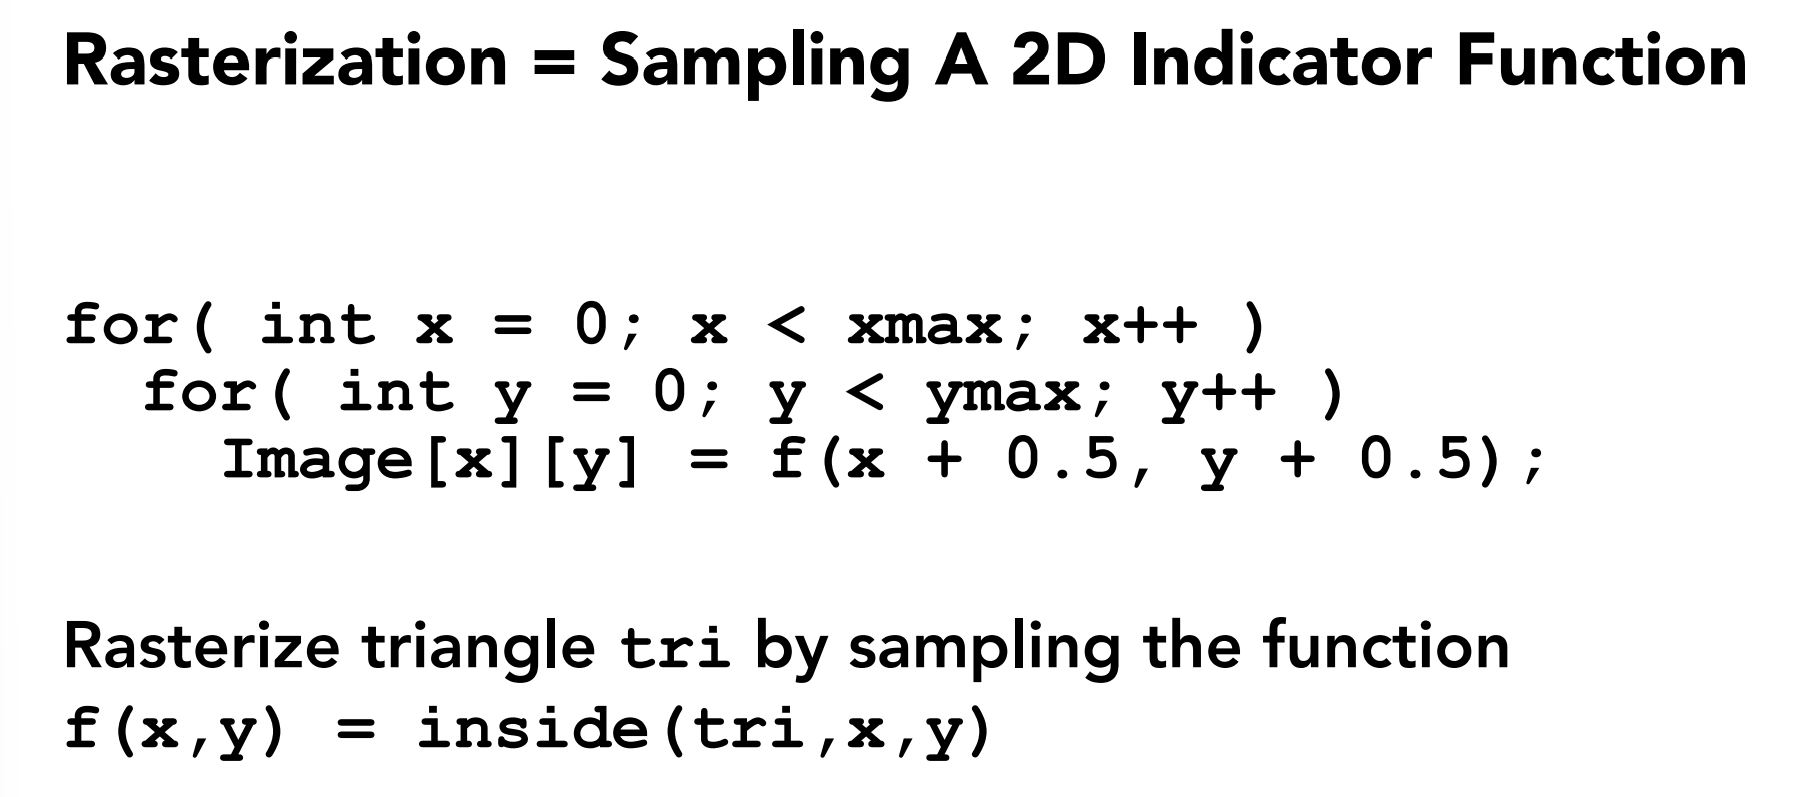 Rasterization = Sampling A 2D Indicator Function
for( int x = 0; x < xmax; x++ )
for( int y = 0; y < ymax; y++ )
Image[x][y] = f(x + 0.5, y + 0.5);
Rasterize triangle tri by sampling the function
f(x,y) = inside(tri,x,y)